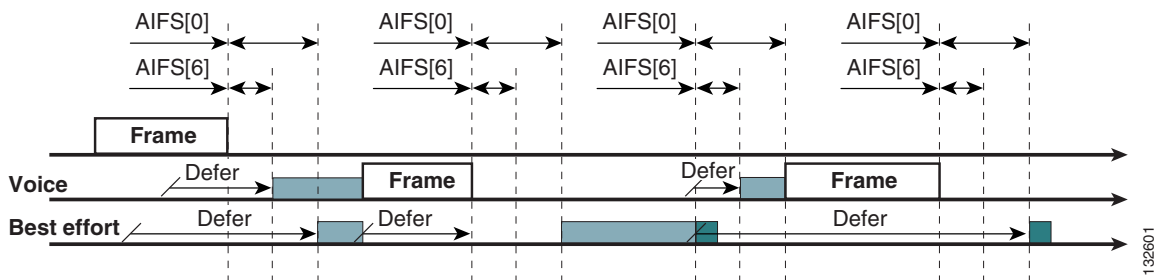 AIFS[0] AIFS[0] AIFS[0] AIFS[0]
AIFS[6] AIFS[6] AIFS[6] AIFS[6]
Frame
Voice Defer Frame Defer Frame
Best effort Defer Defer Defer
132601